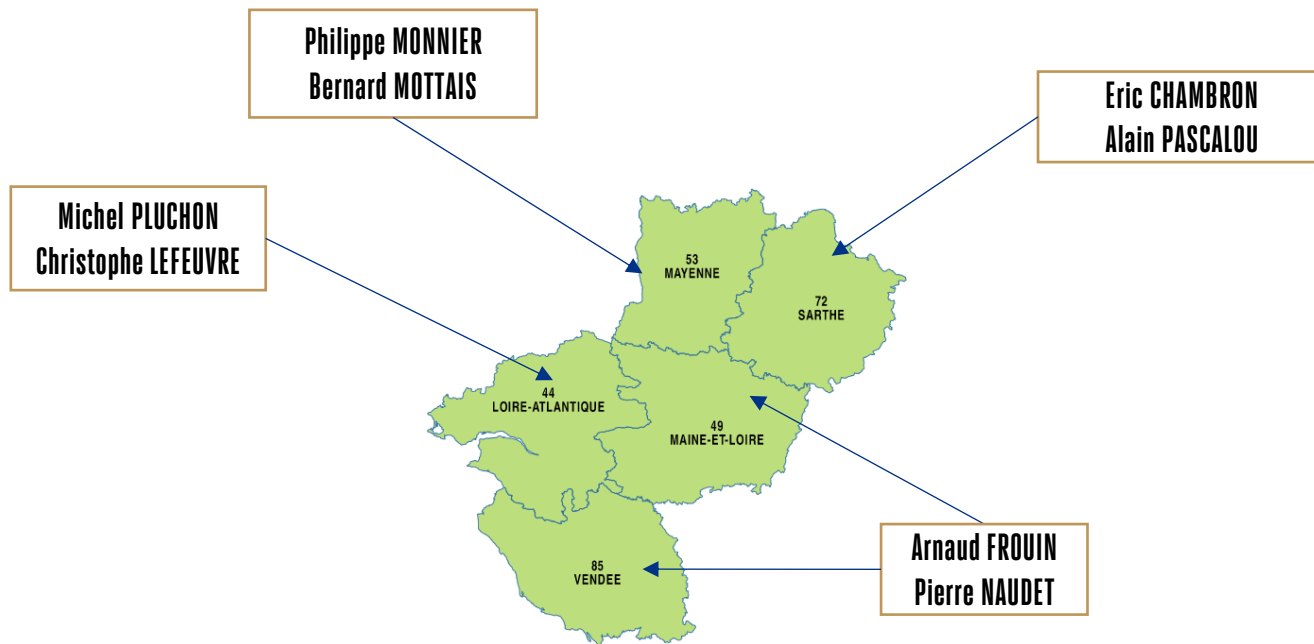 Philippe MONNIER
Bernard MOTTAIS
Eric CHAMBRON
Alain PASCALOU
Michel PLUCHON
Christophe LEFEUVRE
53
MAYENNE
72
SARTHE
44
LOIRE-ATLANTIQUE
49
MAINE-ET-LOIRE
Arnaud FROUIN
Pierre NAUDET
85
VENDEE